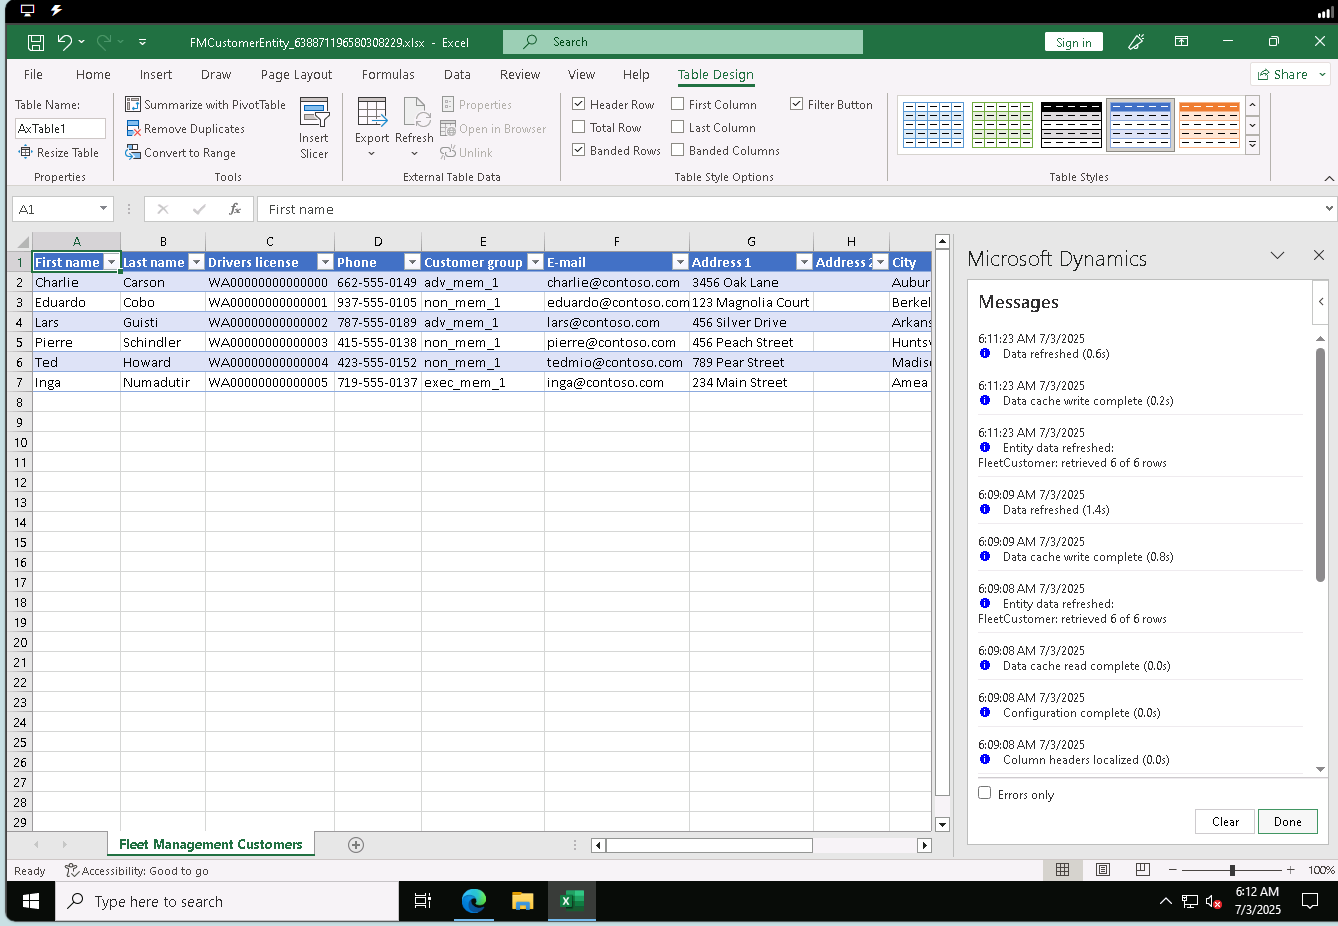 FMCustomerEntity_638871196580308229.xlsx - Excel
Search
Sign in
File Home Insert Draw Page Layout Formulas Data Review View Help Table Design
Share
Table Name:
AxTable1
Resize Table
Properties
Summarize with PivotTable
Remove Duplicates
Convert to Range
Insert Slicer
Tools
Export
Refresh
Properties
Open in Browser
Unlink
External Table Data
Header Row First Column Filter Button
Total Row Last Column
Banded Rows Banded Columns
Table Style Options
Table Styles
A1
fx
First name
A B C D E F G H
1 First name Last name Drivers license Phone Customer group E-mail Address 1 Address 2 City
2 Charlie Carson WA00000000000000 662-555-0149 adv_mem_1 charlie@contoso.com 3456 Oak Lane Aubur
3 Eduardo Cobo WA00000000000001 937-555-0105 non_mem_1 eduardo@contoso.com 123 Magnolia Court Berkel
4 Lars Guisti WA00000000000002 787-555-0189 adv_mem_1 lars@contoso.com 456 Silver Drive Arkans
5 Pierre Schindler WA00000000000003 415-555-0138 non_mem_1 pierre@contoso.com 456 Peach Street Huntsv
6 Ted Howard WA00000000000004 423-555-0152 non_mem_1 tedmio@contoso.com 789 Pear Street Madiso
7 Inga Numadutir WA00000000000005 719-555-0137 exec_mem_1 inga@contoso.com 234 Main Street Amea
8
9
10
11
12
13
14
15
16
17
18
19
20
21
22
23
24
25
26
27
28
29
Microsoft Dynamics
Messages
6:11:23 AM 7/3/2025
Data refreshed (0.6s)
6:11:23 AM 7/3/2025
Data cache write complete (0.2s)
6:11:23 AM 7/3/2025
Entity data refreshed:
FleetCustomer: retrieved 6 of 6 rows
6:09:09 AM 7/3/2025
Data refreshed (1.4s)
6:09:09 AM 7/3/2025
Data cache write complete (0.8s)
6:09:08 AM 7/3/2025
Entity data refreshed:
FleetCustomer: retrieved 6 of 6 rows
6:09:08 AM 7/3/2025
Data cache read complete (0.0s)
6:09:08 AM 7/3/2025
Configuration complete (0.0s)
6:09:08 AM 7/3/2025
Column headers localized (0.0s)
Errors only
Clear
Done
Fleet Management Customers
Ready
Accessibility: Good to go
100%
Type here to search
6:12 AM
7/3/2025